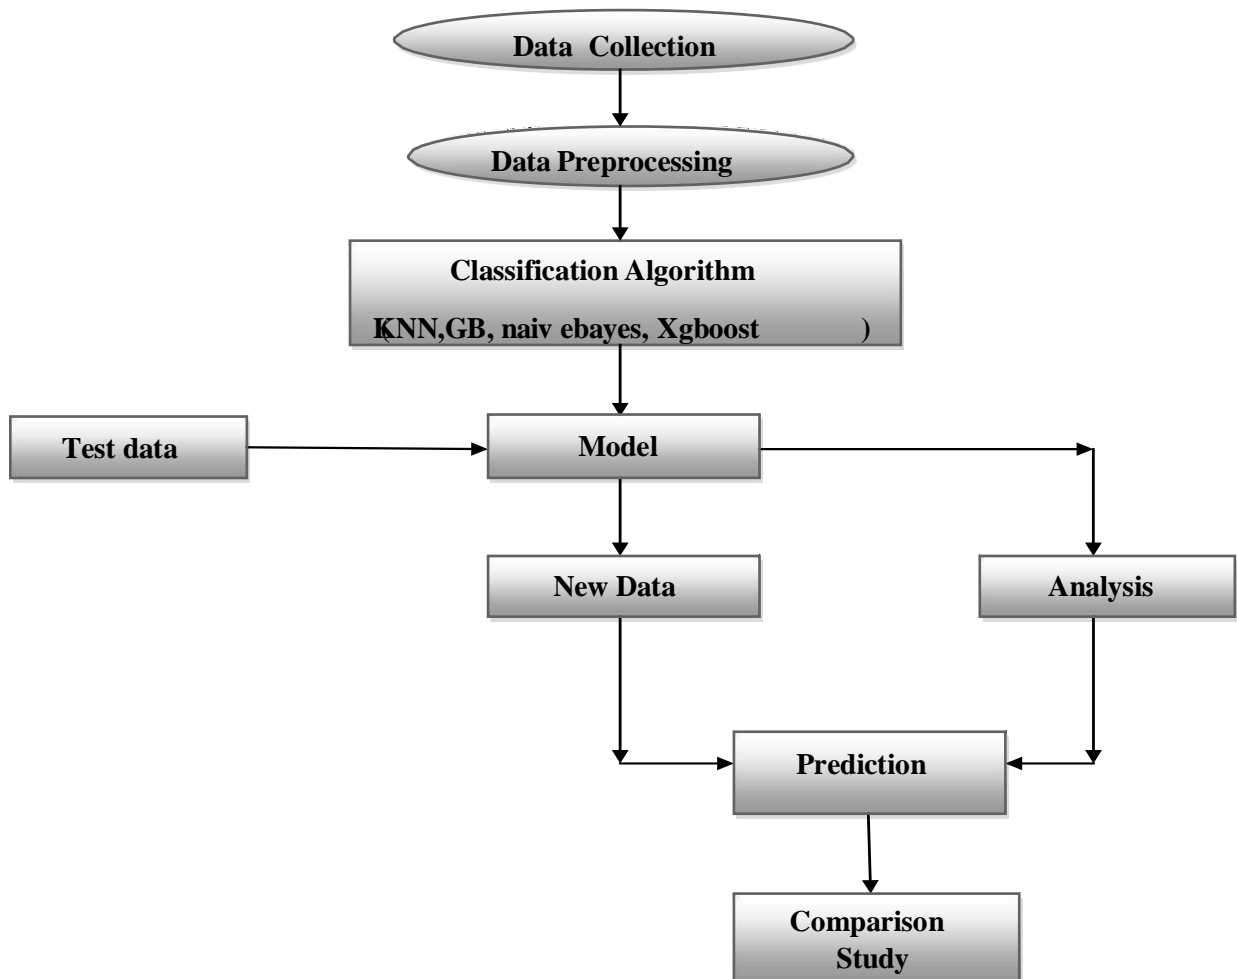 Data Collection
Data Preprocessing
Classification Algorithm
(KNN,GB, naiv ebayes, Xgboost )
Test data
Model
New Data
Analysis
Prediction
Comparison
Study